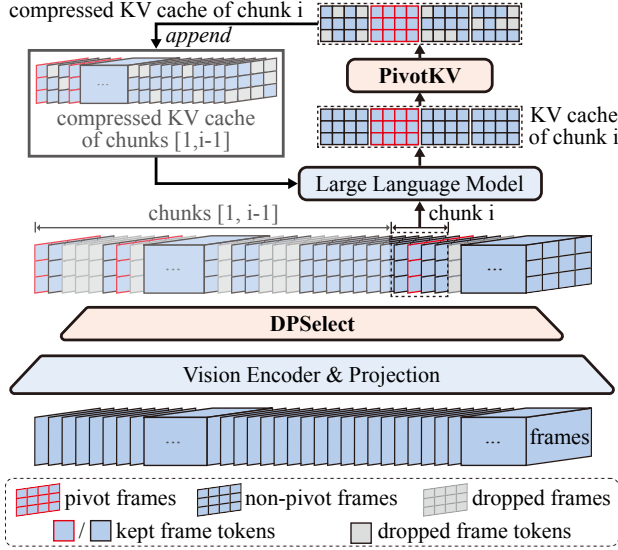 compressed KV cache of chunk i
append
PivotKV
...
compressed KV cache
of chunks [1,i-1]
KV cache
of chunk i
Large Language Model
chunks [1, i-1]
chunk i
...
...
DPSelect
Vision Encoder & Projection
...
...
frames
pivot frames
non-pivot frames
dropped frames
/
kept frame tokens
dropped frame tokens